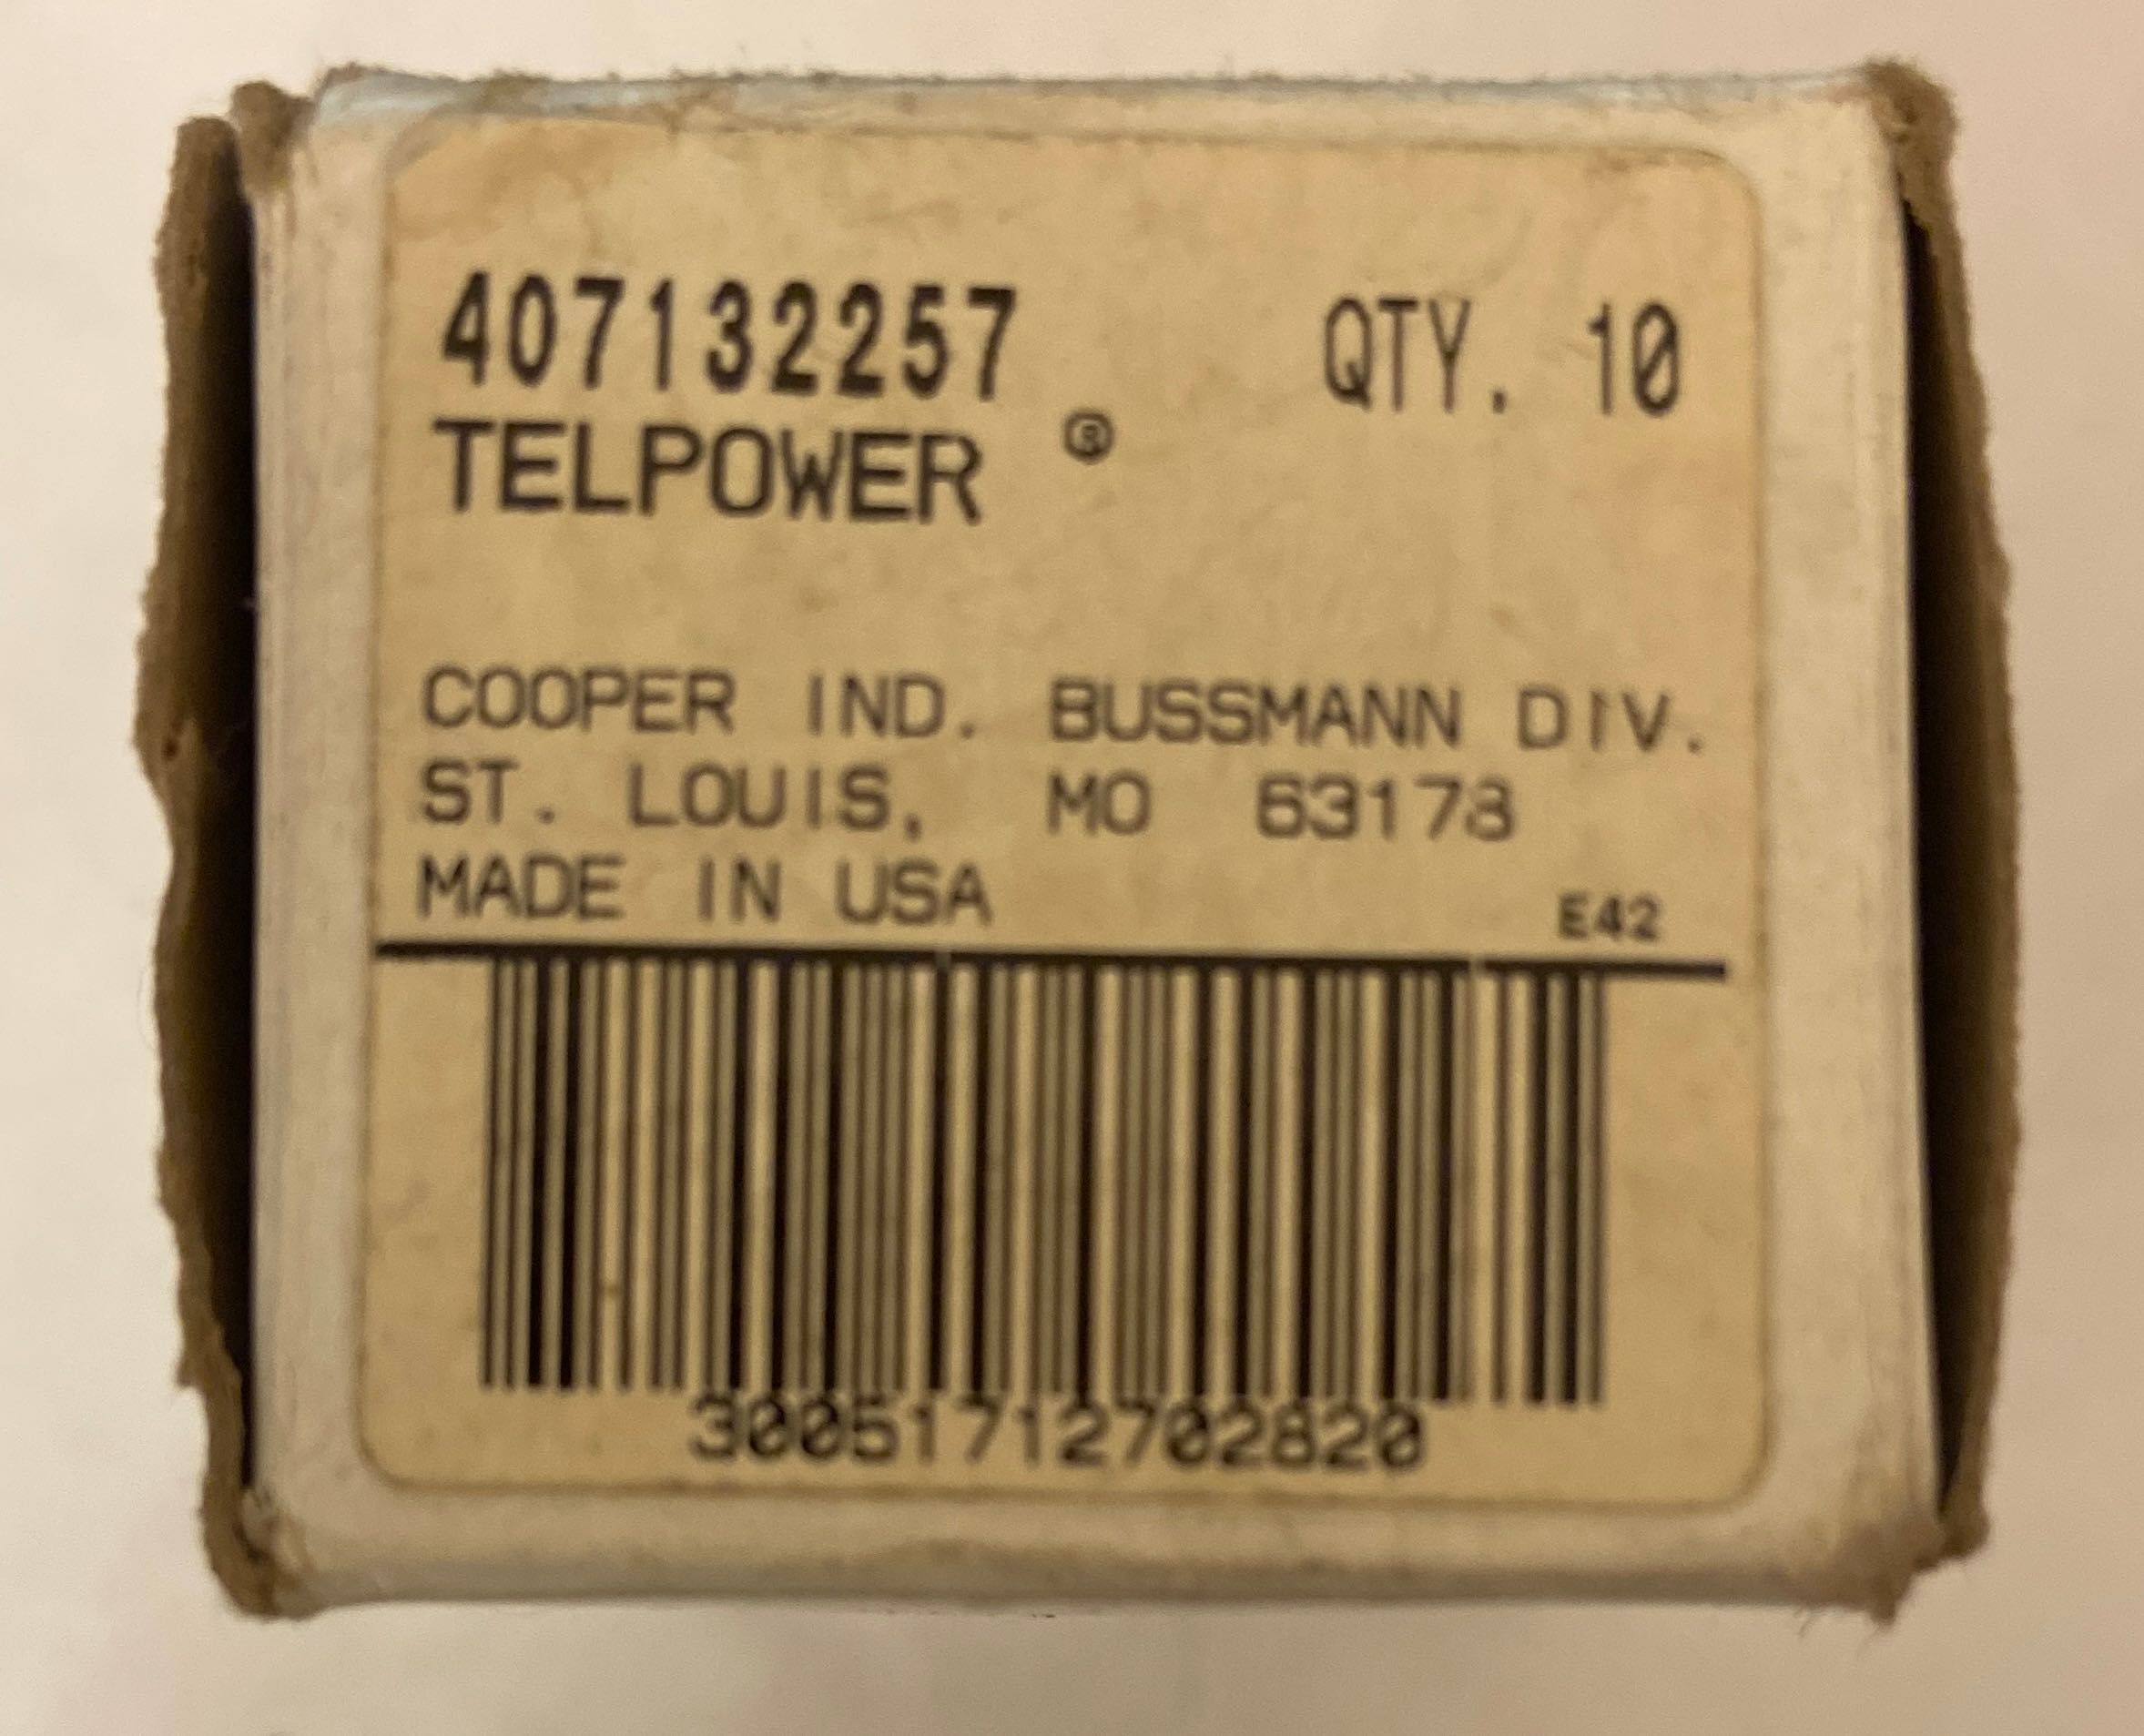 407132257 QTY. 10
TELPOWER ®
COOPER IND. BUSSMANN DIV.
ST. LOUIS, MO 63178
MADE IN USA E42
30051712702820